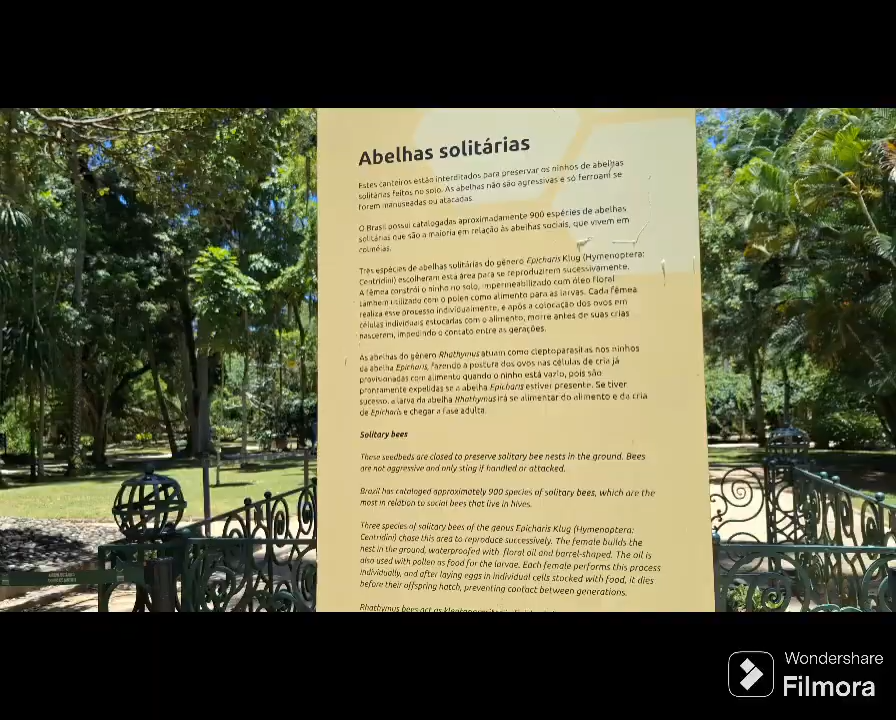 Abelhas solitárias
Estes canteiros estão interditados para preservar os ninhos de abelhas
solitárias feitos no solo. As abelhas não são agressivas e só ferroam se
forem manuseadas ou atacadas.
O Brasil possui catalogadas aproximadamente 900 espécies de abelhas
solitárias que são a maioria em relação às abelhas sociais, que vivem em
colmeias.
Três espécies de abelhas solitárias do gênero Epicharis Klug (Hymenoptera:
Centridini) escolheram esta área para se reproduzirem sucessivamente.
A fêmea constrói o ninho no solo, impermeabilizado com óleo floral
também utilizado com o pólen como alimento para as larvas. Cada fêmea
realiza esse processo individualmente, e após a colocação dos ovos em
células individuais estocadas com o alimento, morre antes de suas crias
nascerem, impedindo o contato entre as gerações.
As abelhas do gênero Rhathymus atuam como cleptoparasitas nos ninhos
da abelha Epicharis, fazendo a postura dos ovos nas células de cria já
provisionadas com alimento quando o ninho está vazio, pois são
prontamente expelidas se a abelha Epicharis estiver presente. Se tiver
sucesso, a larva da abelha Rhathymus irá se alimentar do alimento e da cria
de Epicharis e chegar a fase adulta.
Solitary bees
These seedbeds are closed to preserve solitary bee nests in the ground. Bees
are not aggressive and only sting if handled or attacked.
Brazil has cataloged approximately 900 species of solitary bees, which are the
most in relation to social bees that live in hives.
Three species of solitary bees of the genus Epicharis Klug (Hymenoptera:
Centridini) chose this area to reproduce successively. The female builds the
nest in the ground, waterproofed with floral oil and barrel-shaped. The oil is
also used with pollen as food for the larvae. Each female performs this process
individually, and after laying eggs in individual cells stocked with food, it dies
before their offspring hatch, preventing contact between generations.
Rhathymus bees act as
Wondershare
Filmora